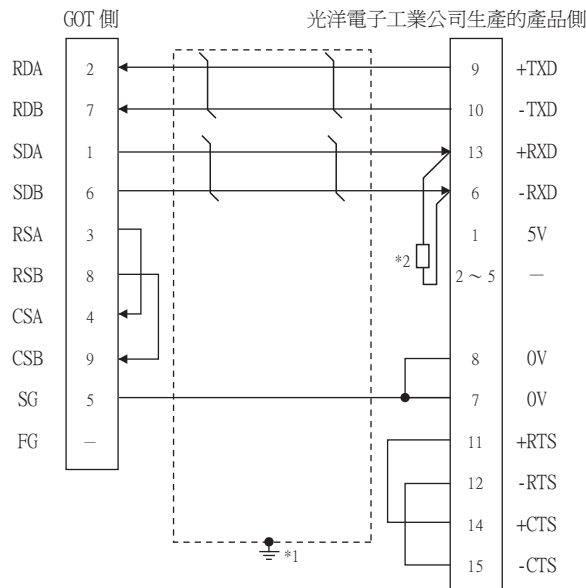 GOT 側 光洋電子工業公司生產的產品側
RDA 2 9 +TXD
RDB 7 10 -TXD
SDA 1 13 +RXD
SDB 6 6 -RXD
RSA 3 1 5V
*2
RSB 8 2 ~ 5 —
CSA 4
CSB 9 8 0V
SG 5 7 0V
FG — 11 +RTS
12 -RTS
14 +CTS
*1
15 -CTS